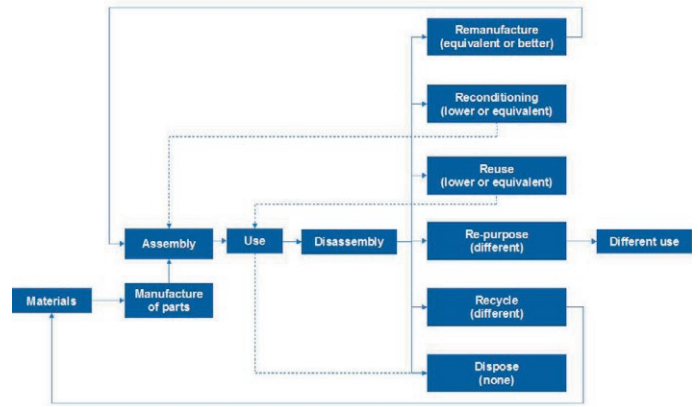 Remanufacture
(equivalent or better)
Reconditioning
(lower or equivalent)
Reuse
(lower or equivalent)
Assembly
Use
Disassembly
Re-purpose
(different)
Different use
Materials
Manufacture
of parts
Recycle
(different)
Dispose
(none)